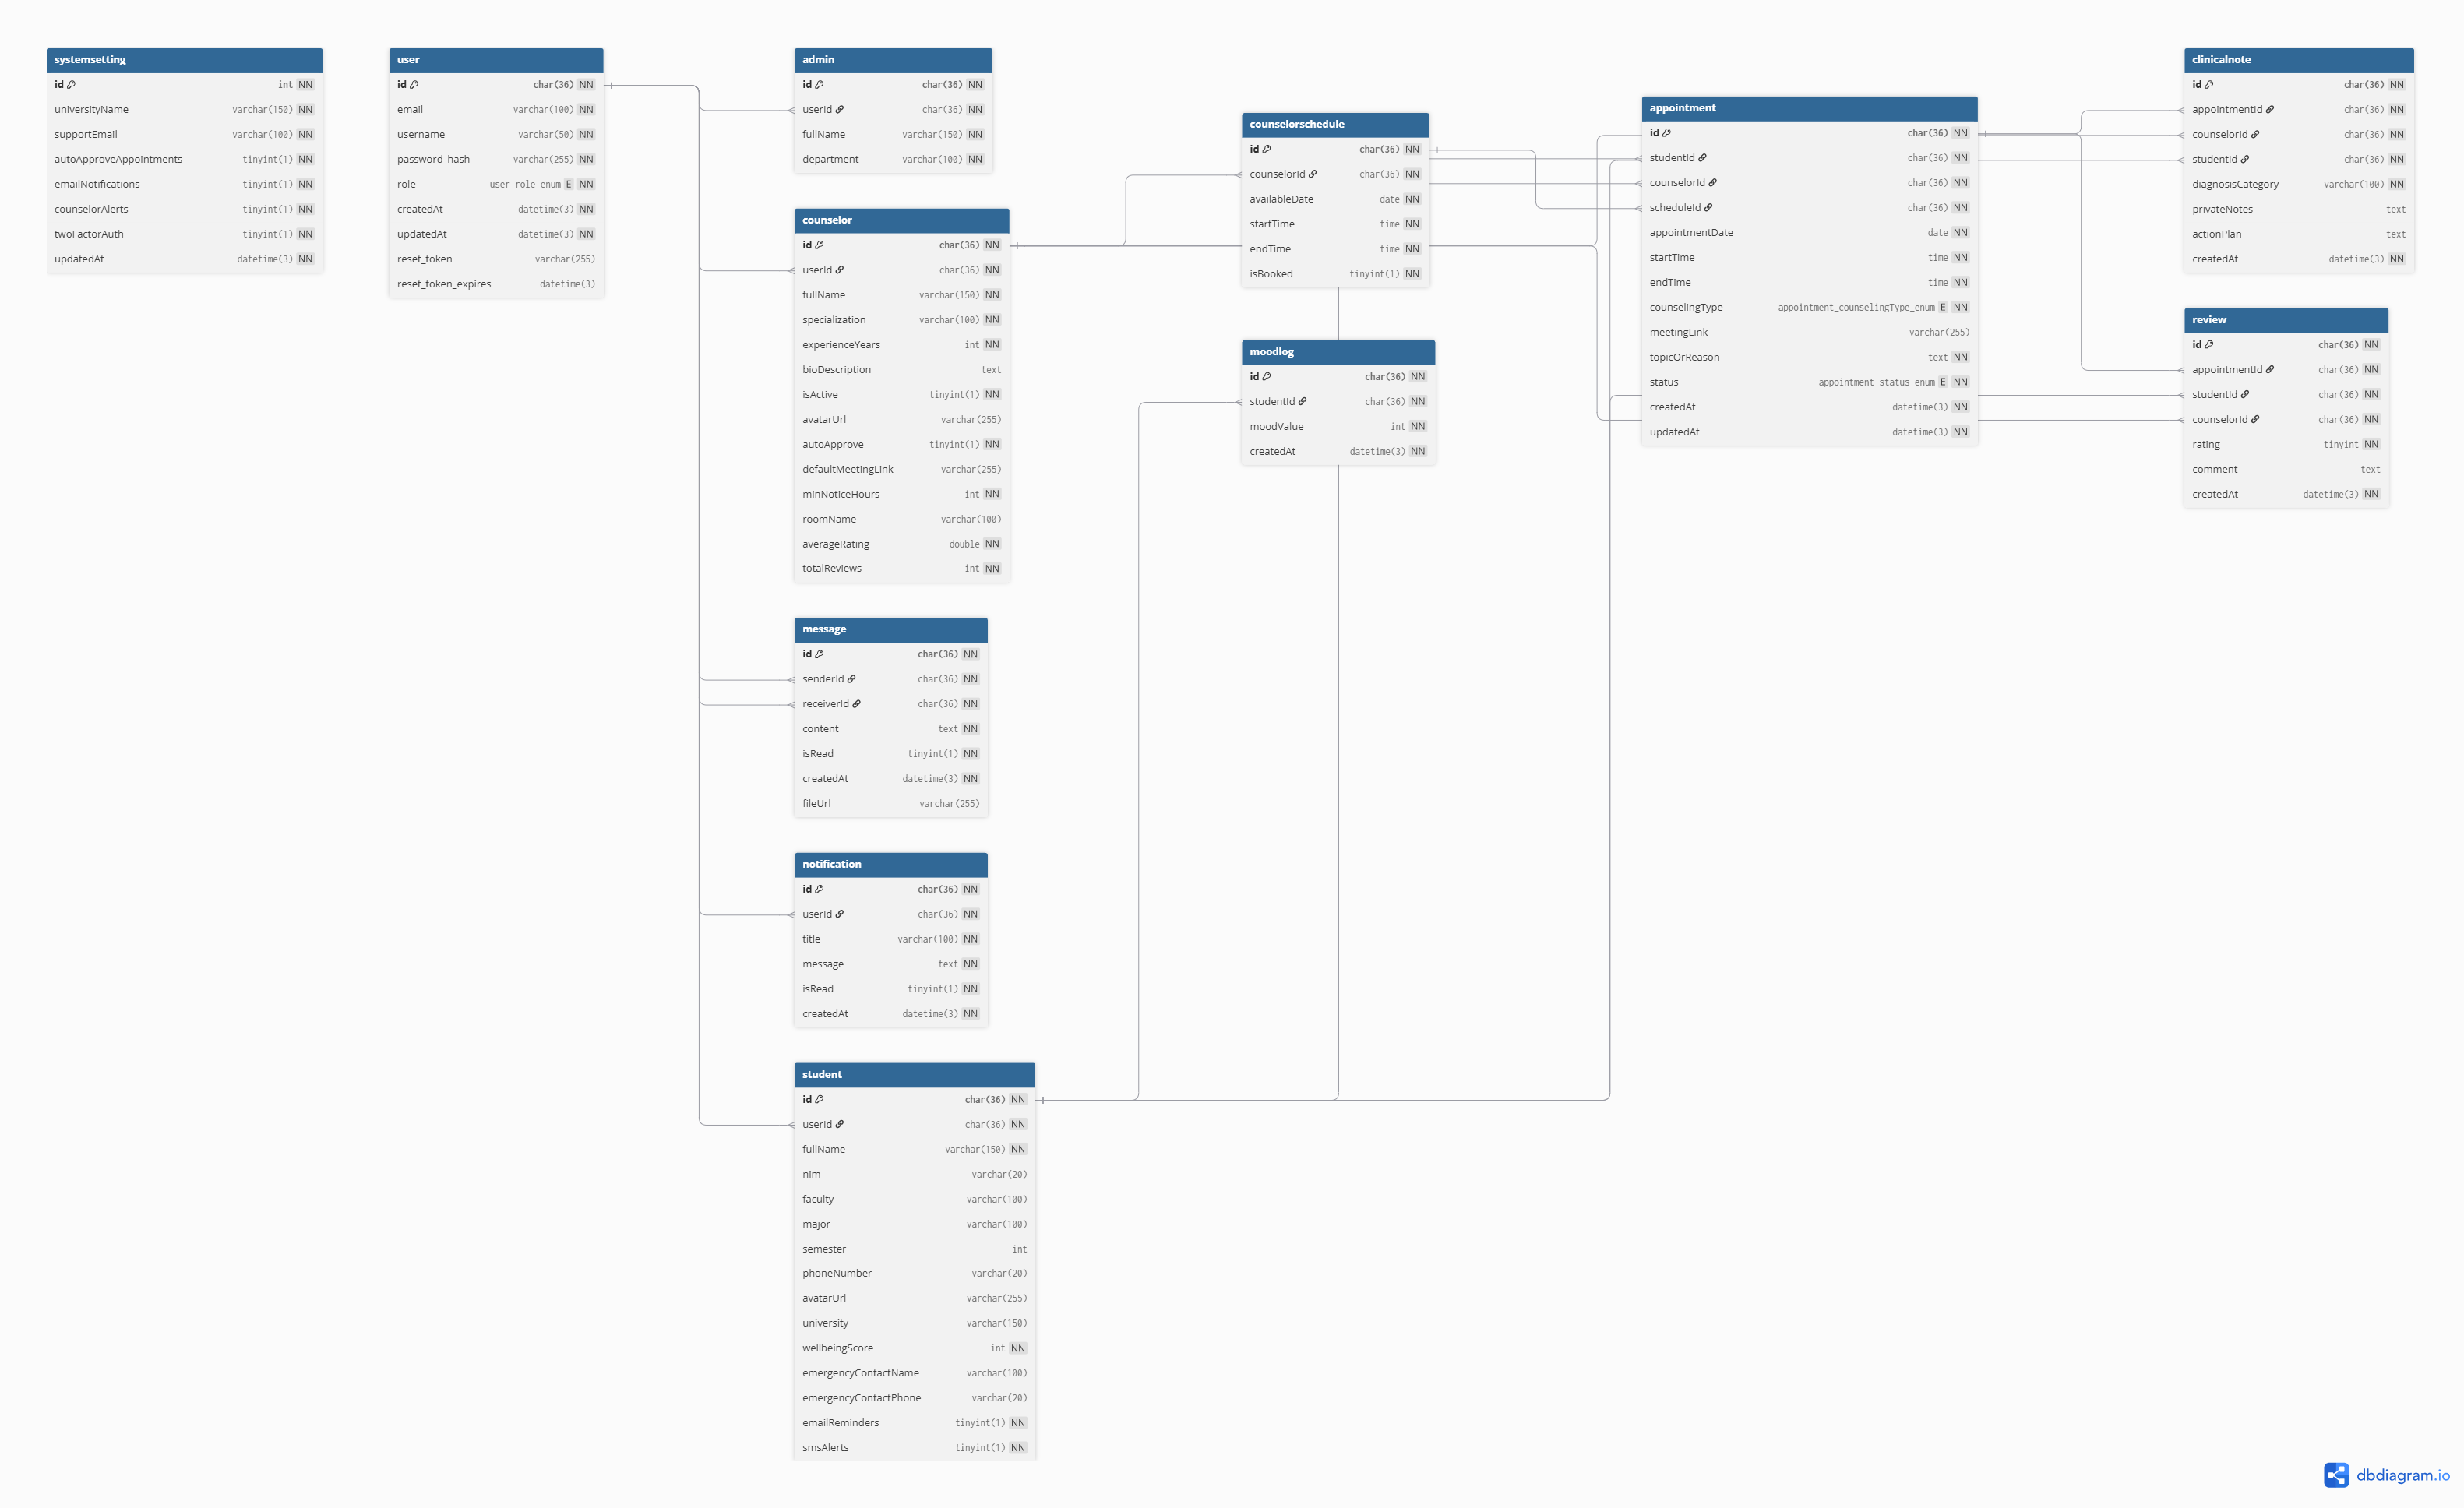 systemsetting
id int NN
universityName varchar(150) NN
supportEmail varchar(100) NN
autoApproveAppointments tinyint(1) NN
emailNotifications tinyint(1) NN
counselorAlerts tinyint(1) NN
twoFactorAuth tinyint(1) NN
updatedAt datetime(3) NN
user
id char(36) NN
email varchar(100) NN
username varchar(50) NN
password_hash varchar(255) NN
role user_role_enum E NN
createdAt datetime(3) NN
updatedAt datetime(3) NN
reset_token varchar(255)
reset_token_expires datetime(3)
admin
id char(36) NN
userId char(36) NN
fullName varchar(150) NN
department varchar(100) NN
counselor
id char(36) NN
userId char(36) NN
fullName varchar(150) NN
specialization varchar(100) NN
experienceYears int NN
bioDescription text
isActive tinyint(1) NN
avatarUrl varchar(255)
autoApprove tinyint(1) NN
defaultMeetingLink varchar(255)
minNoticeHours int NN
roomName varchar(100)
averageRating double NN
totalReviews int NN
message
id char(36) NN
senderId char(36) NN
receiverId char(36) NN
content text NN
isRead tinyint(1) NN
createdAt datetime(3) NN
fileUrl varchar(255)
notification
id char(36) NN
userId char(36) NN
title varchar(100) NN
message text NN
isRead tinyint(1) NN
createdAt datetime(3) NN
student
id char(36) NN
userId char(36) NN
fullName varchar(150) NN
nim varchar(20)
faculty varchar(100)
major varchar(100)
semester int
phoneNumber varchar(20)
avatarUrl varchar(255)
university varchar(150)
wellbeingScore int NN
emergencyContactName varchar(100)
emergencyContactPhone varchar(20)
emailReminders tinyint(1) NN
smsAlerts tinyint(1) NN
counselorschedule
id char(36) NN
counselorId char(36) NN
availableDate date NN
startTime time NN
endTime time NN
isBooked tinyint(1) NN
moodlog
id char(36) NN
studentId char(36) NN
moodValue int NN
createdAt datetime(3) NN
appointment
id char(36) NN
studentId char(36) NN
counselorId char(36) NN
scheduleId char(36) NN
appointmentDate date NN
startTime time NN
endTime time NN
counselingType appointment_counselingType_enum E NN
meetingLink varchar(255)
topicOrReason text NN
status appointment_status_enum E NN
createdAt datetime(3) NN
updatedAt datetime(3) NN
clinicalnote
id char(36) NN
appointmentId char(36) NN
counselorId char(36) NN
studentId char(36) NN
diagnosisCategory varchar(100) NN
privateNotes text
actionPlan text
createdAt datetime(3) NN
review
id char(36) NN
appointmentId char(36) NN
studentId char(36) NN
counselorId char(36) NN
rating tinyint NN
comment text
createdAt datetime(3) NN
dbdiagram.io